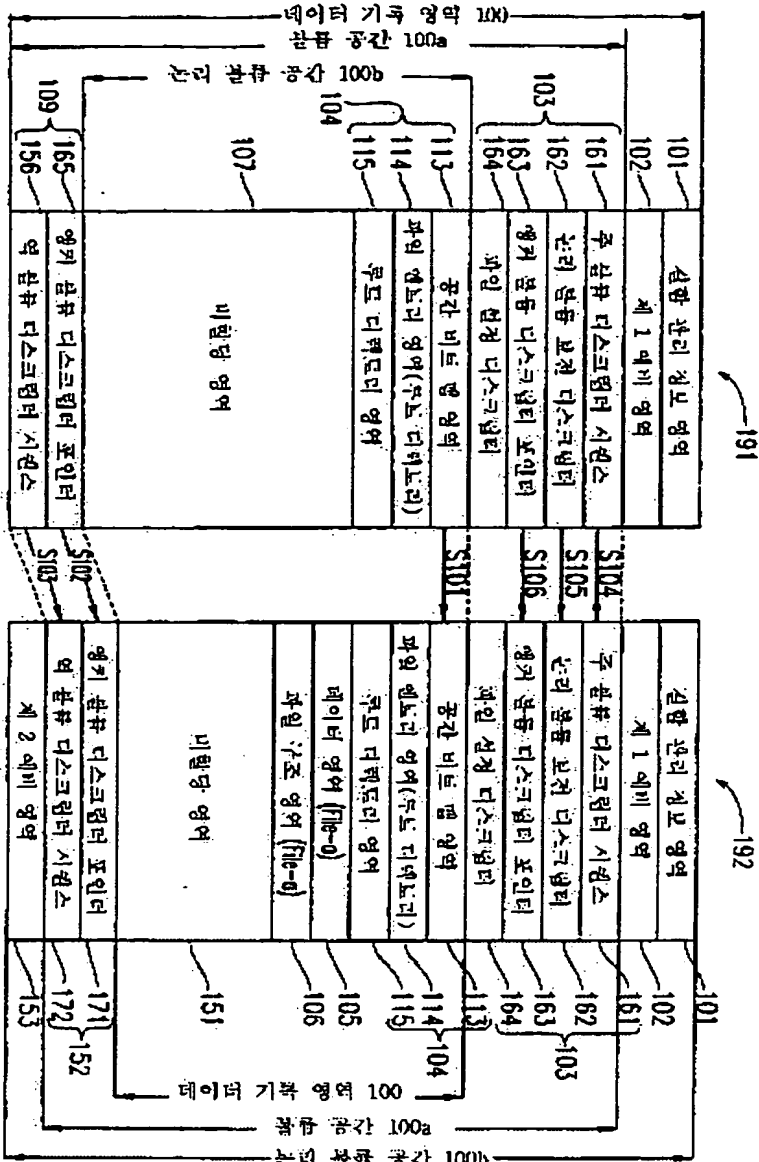 데이터 기록 영역 100
볼륨 공간 100a
논리 볼륨 공간 100b
191
101
102
103
161
162
163
164
104
113
114
115
107
109
165
156
결함 관리 정보 영역
제 1 예비 영역
주 볼륨 디스크립터 시퀀스
논리 볼륨 보전 디스크립터
앵커 볼륨 디스크립터 포인터
파일 설정 디스크립터
공간 비트 맵 영역
파일 엔트리 영역(루트 디렉토리)
루트 디렉토리 영역
미할당 영역
앵커 볼륨 디스크립터 포인터
역 볼륨 디스크립터 시퀀스
S104
S105
S106
S101
S102
S103
192
결함 관리 정보 영역
제 1 예비 영역
주 볼륨 디스크립터 시퀀스
논리 볼륨 보전 디스크립터
앵커 볼륨 디스크립터 포인터
파일 설정 디스크립터
공간 비트 맵 영역
파일 엔트리 영역(루트 디렉토리)
루트 디렉토리 영역
데이터 영역 (File-a)
파일 구조 영역 (File-a)
미할당 영역
앵커 볼륨 디스크립터 포인터
역 볼륨 디스크립터 시퀀스
제 2 예비 영역
101
102
161
162
163
164
103
113
114
115
104
105
106
151
171
172
152
153
데이터 기록 영역 100
볼륨 공간 100a
논리 볼륨 공간 100b